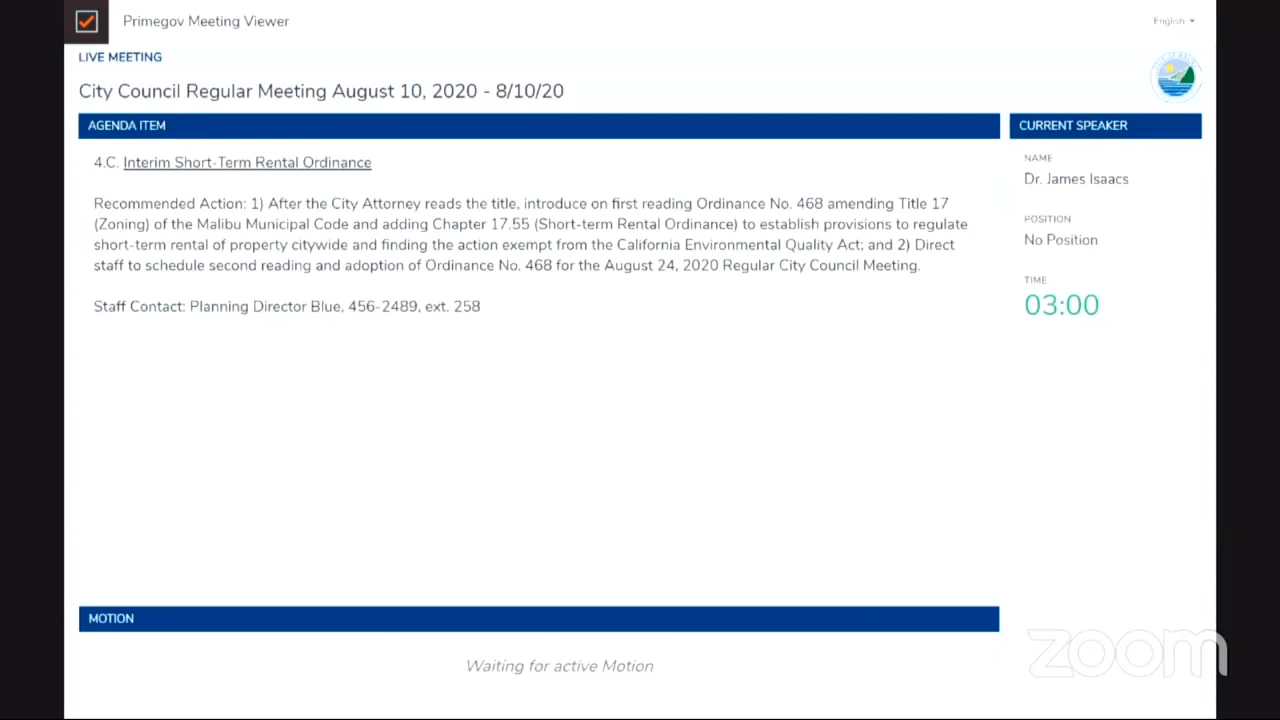 Primegov Meeting Viewer
English
LIVE MEETING
City Council Regular Meeting August 10, 2020 - 8/10/20
AGENDA ITEM
CURRENT SPEAKER
4.C. Interim Short-Term Rental Ordinance
NAME
Dr. James Isaacs
Recommended Action: 1) After the City Attorney reads the title, introduce on first reading Ordinance No. 468 amending Title 17
(Zoning) of the Malibu Municipal Code and adding Chapter 17.55 (Short-term Rental Ordinance) to establish provisions to regulate
short-term rental of property citywide and finding the action exempt from the California Environmental Quality Act; and 2) Direct
staff to schedule second reading and adoption of Ordinance No. 468 for the August 24, 2020 Regular City Council Meeting.
POSITION
No Position
TIME
03:00
Staff Contact: Planning Director Blue, 456-2489, ext. 258
MOTION
Waiting for active Motion
zoom